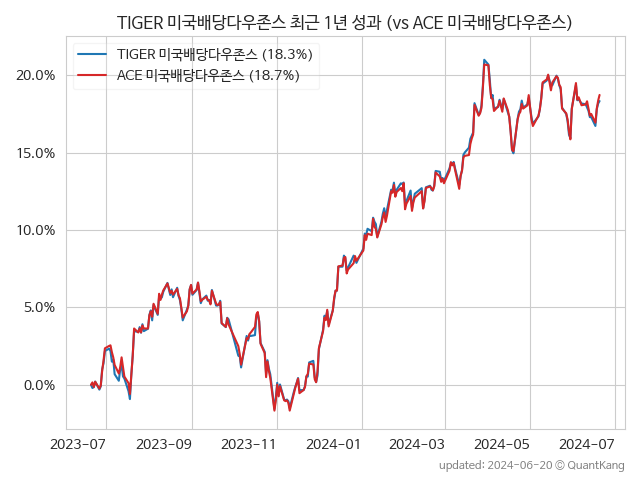 TIGER 미국배당다우존스 최근 1년 성과 (vs ACE 미국배당다우존스)
TIGER 미국배당다우존스 (18.3%)
ACE 미국배당다우존스 (18.7%)
20.0%
15.0%
10.0%
5.0%
0.0%
2023-07 2023-09 2023-11 2024-01 2024-03 2024-05 2024-07
updated: 2024-06-20 © QuantKang